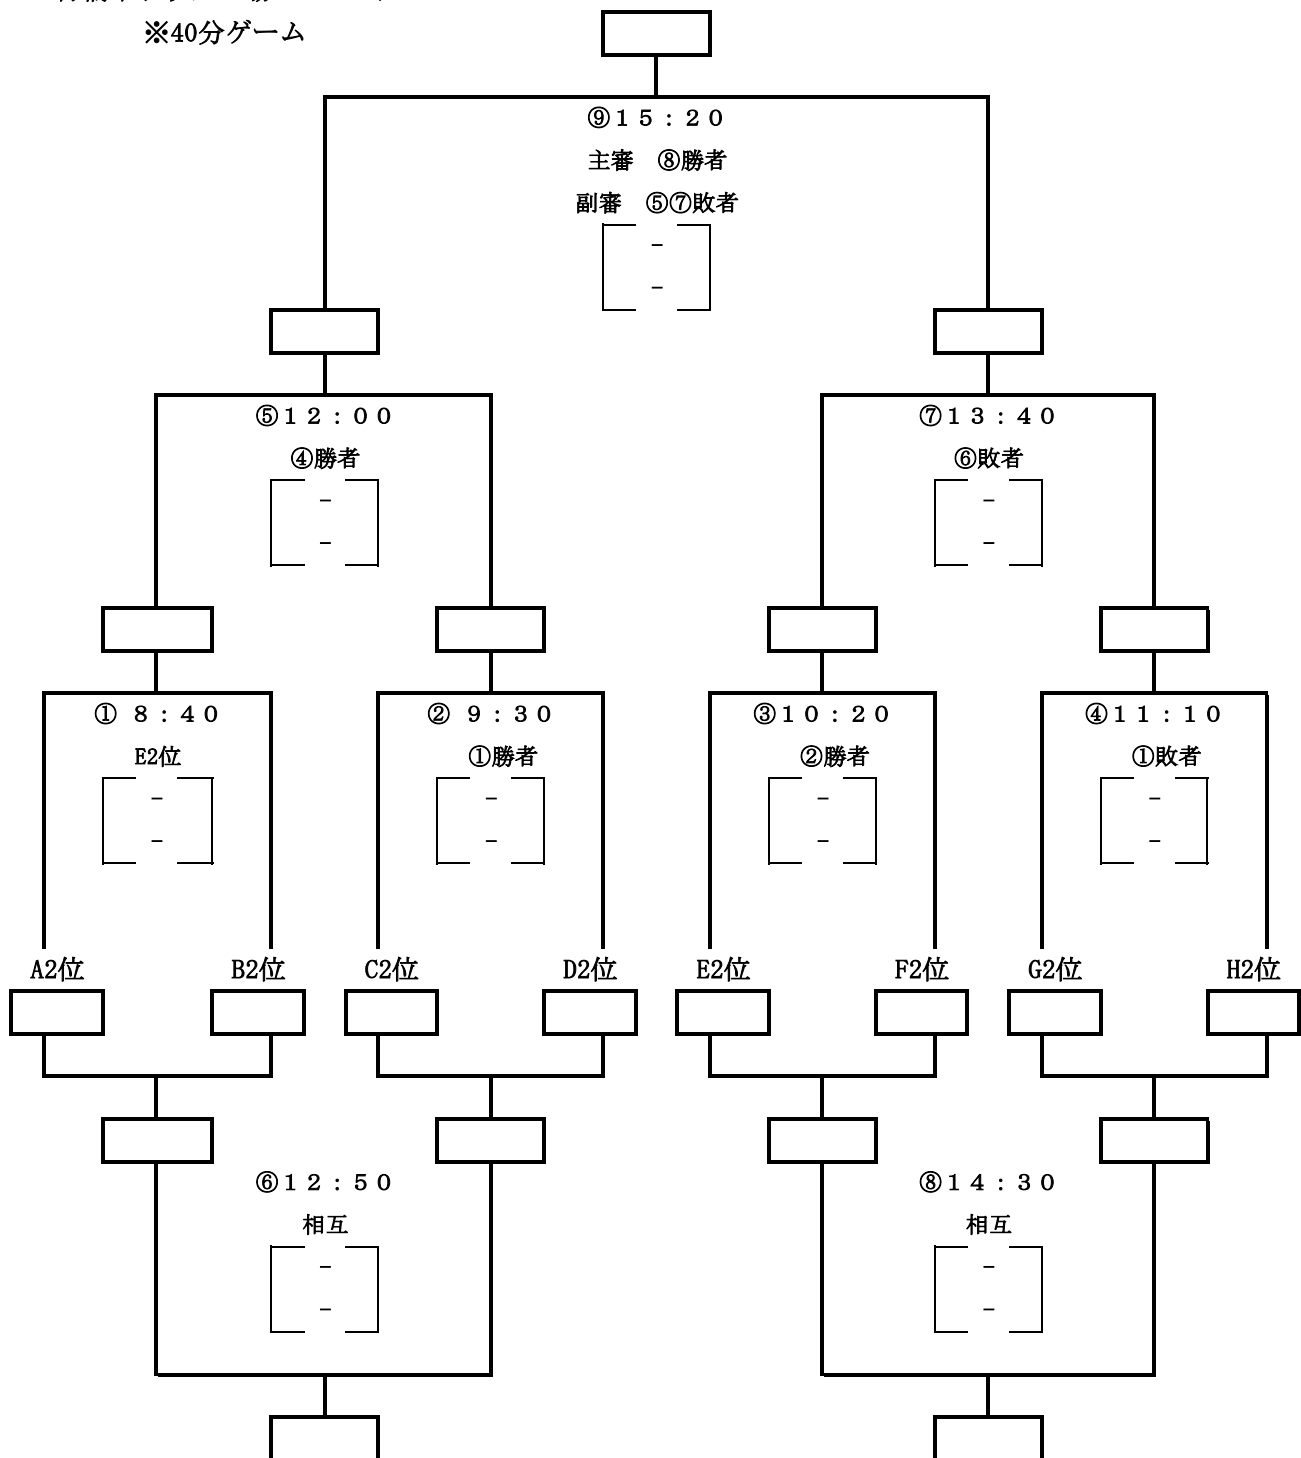 ※40分ゲーム
⑨１５：２０
主審　⑧勝者
副審　⑤⑦敗者
-
-
⑤１２：００
④勝者
-
-
⑦１３：４０
⑥敗者
-
-
① ８：４０
E2位
-
-
② ９：３０
①勝者
-
-
③１０：２０
②勝者
-
-
④１１：１０
①敗者
-
-
A2位 B2位 C2位 D2位 E2位 F2位 G2位 H2位
⑥１２：５０
相互
-
-
⑧１４：３０
相互
-
-